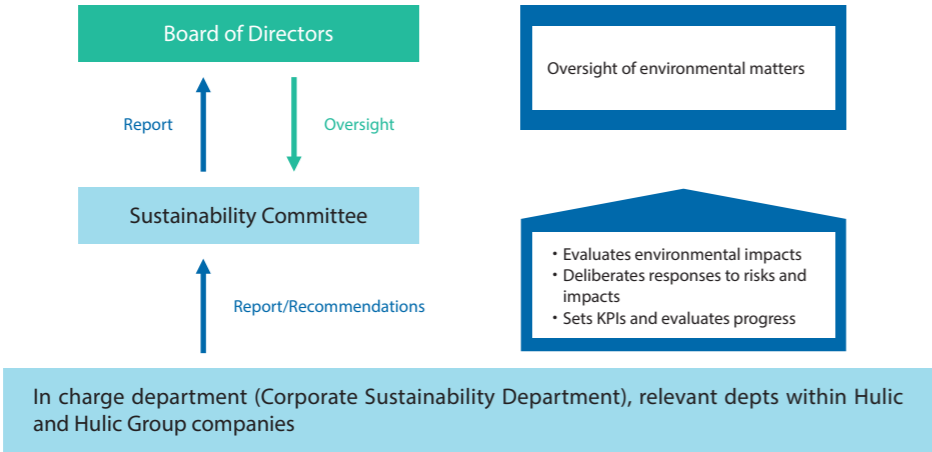 Board of Directors
Oversight of environmental matters
Report
Oversight
Sustainability Committee
・Evaluates environmental impacts
・Deliberates responses to risks and
impacts
・Sets KPIs and evaluates progress
Report/Recommendations
In charge department (Corporate Sustainability Department), relevant depts within Hulic
and Hulic Group companies